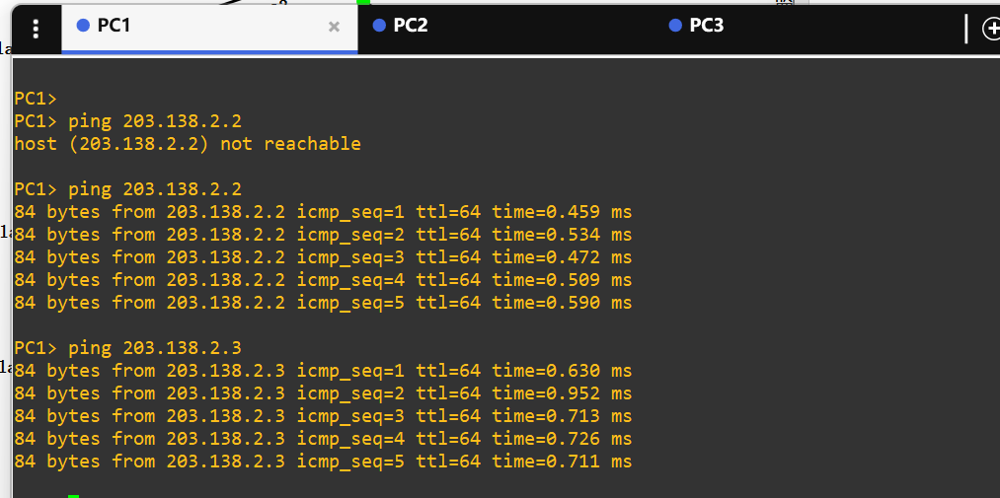 PC1
PC2
PC3
PC1>
PC1> ping 203.138.2.2
host (203.138.2.2) not reachable
PC1> ping 203.138.2.2
84 bytes from 203.138.2.2 icmp_seq=1 ttl=64 time=0.459 ms
84 bytes from 203.138.2.2 icmp_seq=2 ttl=64 time=0.534 ms
84 bytes from 203.138.2.2 icmp_seq=3 ttl=64 time=0.472 ms
84 bytes from 203.138.2.2 icmp_seq=4 ttl=64 time=0.509 ms
84 bytes from 203.138.2.2 icmp_seq=5 ttl=64 time=0.590 ms
PC1> ping 203.138.2.3
84 bytes from 203.138.2.3 icmp_seq=1 ttl=64 time=0.630 ms
84 bytes from 203.138.2.3 icmp_seq=2 ttl=64 time=0.952 ms
84 bytes from 203.138.2.3 icmp_seq=3 ttl=64 time=0.713 ms
84 bytes from 203.138.2.3 icmp_seq=4 ttl=64 time=0.726 ms
84 bytes from 203.138.2.3 icmp_seq=5 ttl=64 time=0.711 ms